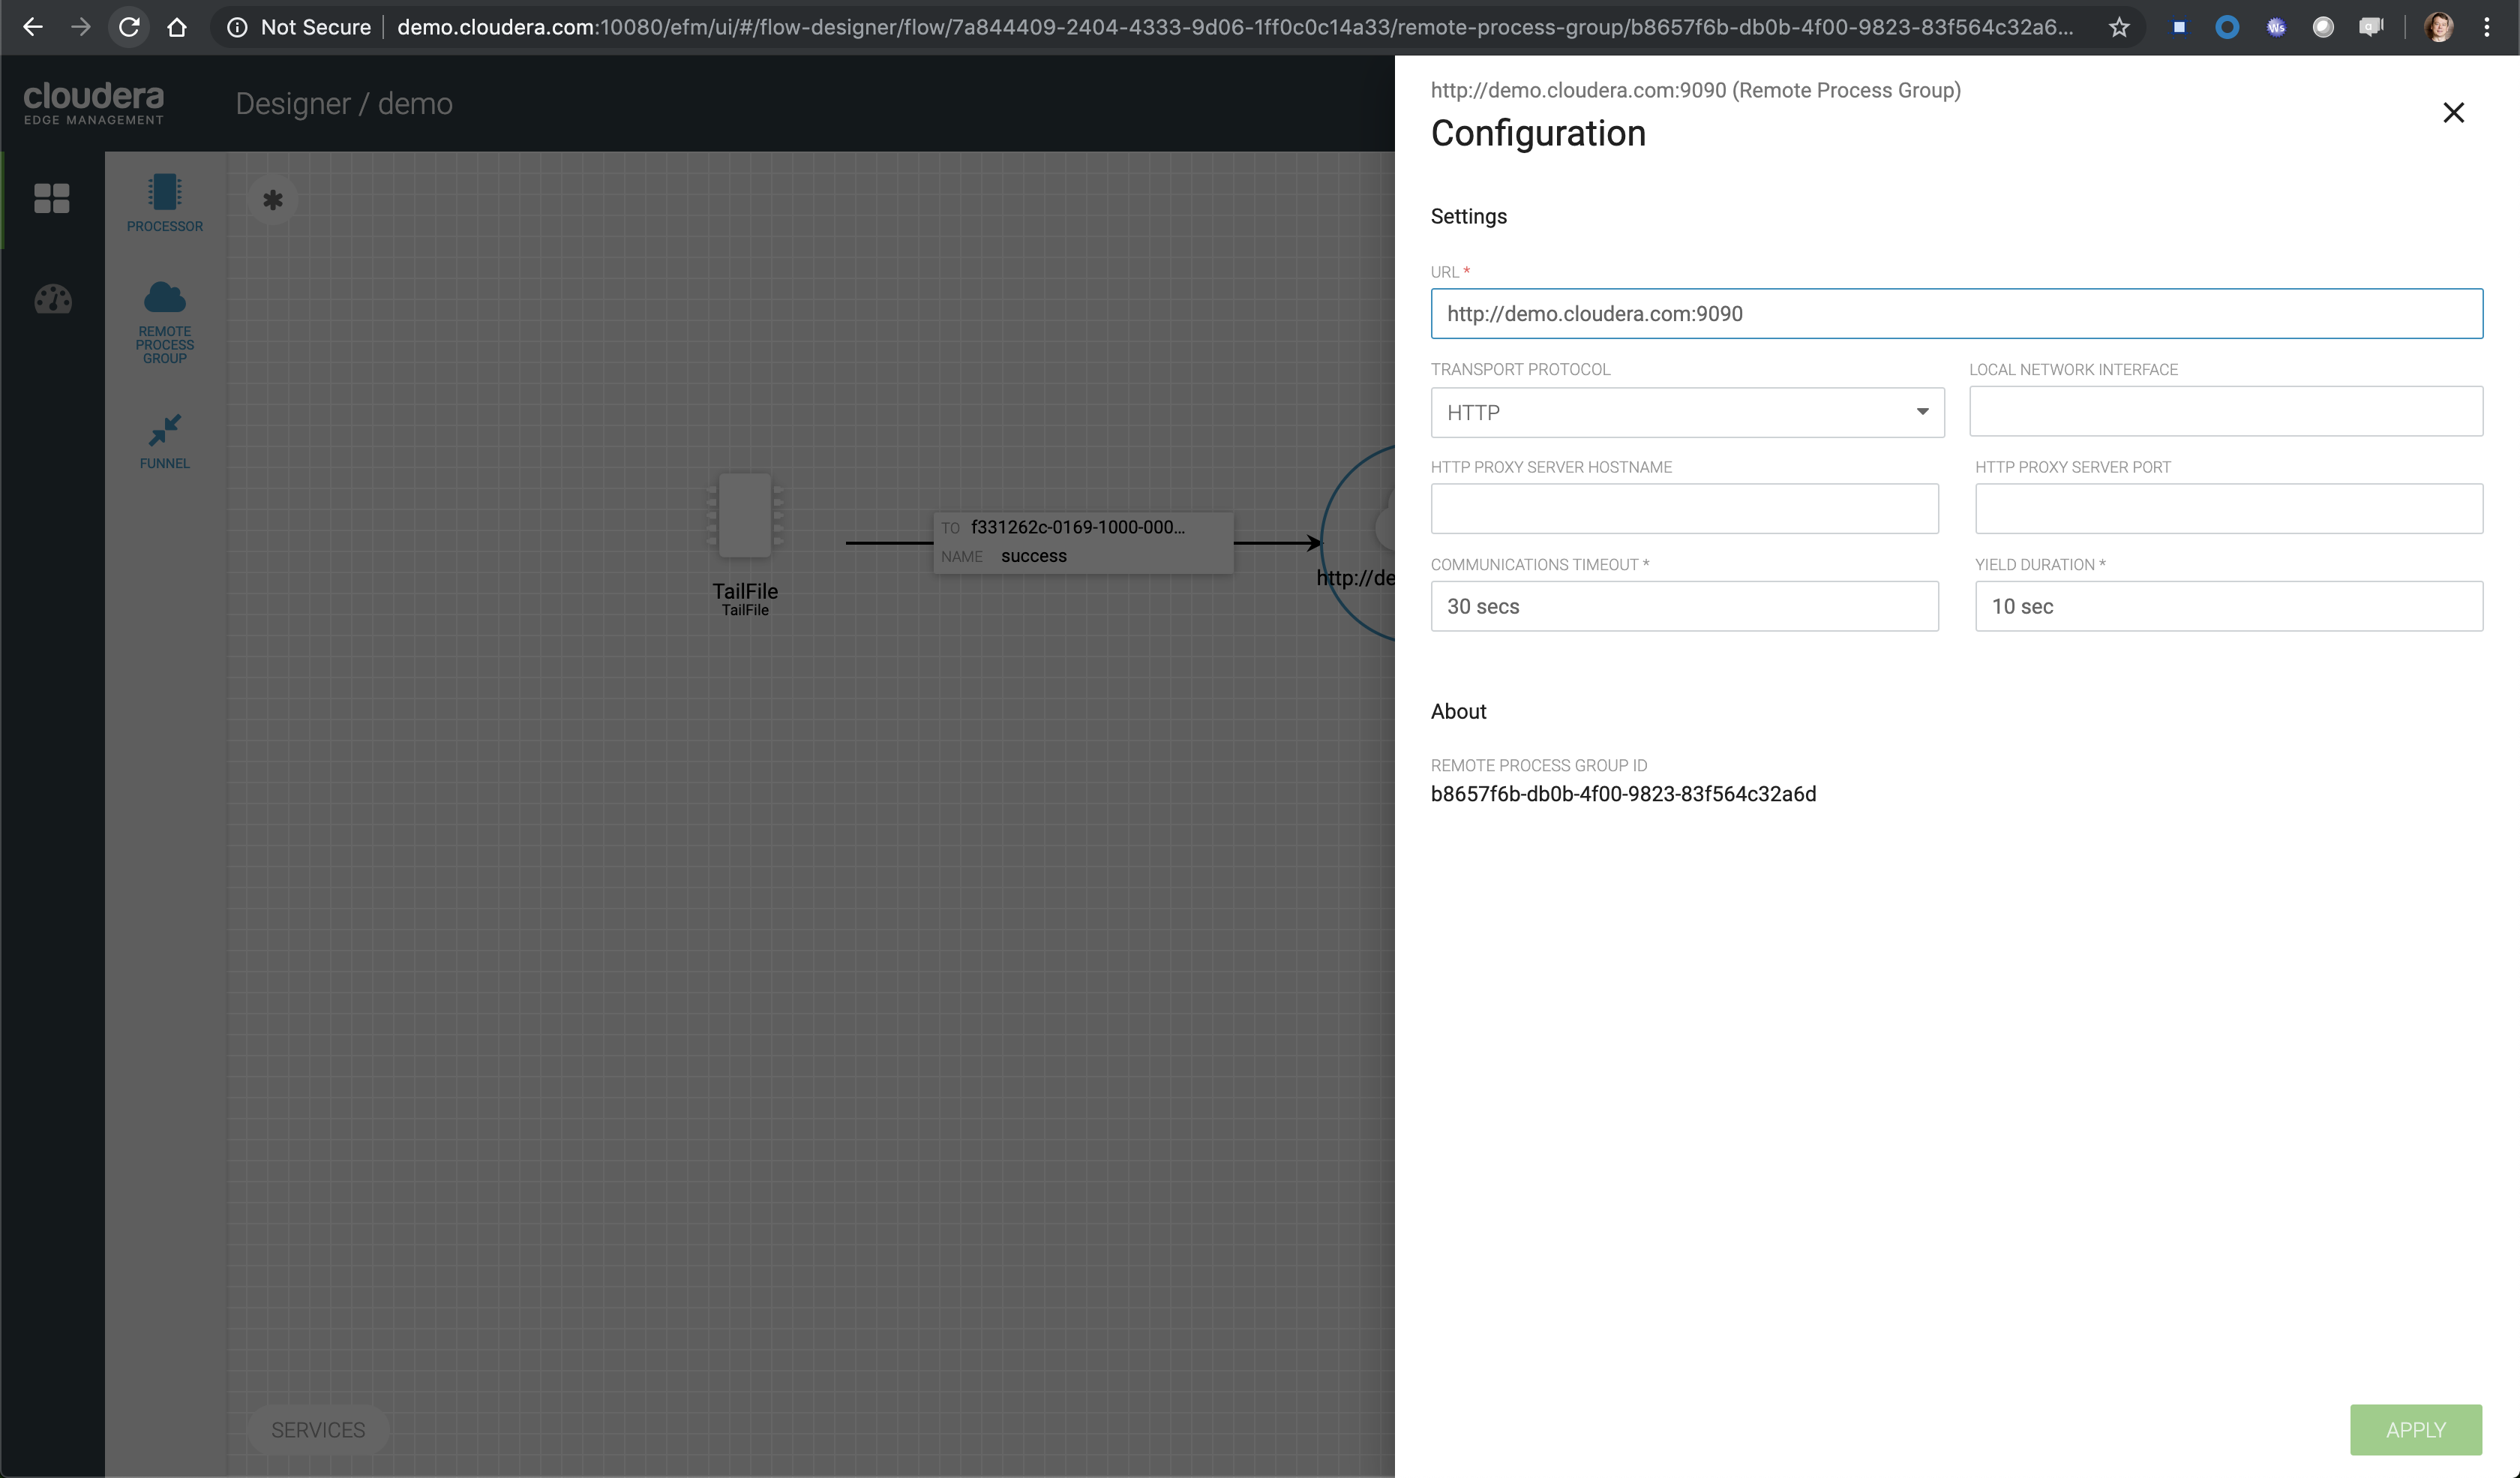 Not Secure
demo.cloudera.com:10080/efm/ui/#/flow-designer/flow/7a844409-2404-4333-9d06-1ff0c0c14a33/remote-process-group/b8657f6b-db0b-4f00-9823-83f564c32a6...
Ws
q
cloudera
EDGE MANAGEMENT
Designer / demo
PROCESSOR
REMOTE
PROCESS
GROUP
FUNNEL
TO f331262c-0169-1000-000...
NAME success
TailFile
TailFile
http://de
SERVICES
http://demo.cloudera.com:9090 (Remote Process Group)
Configuration
Settings
URL *
http://demo.cloudera.com:9090
TRANSPORT PROTOCOL
LOCAL NETWORK INTERFACE
HTTP
HTTP PROXY SERVER HOSTNAME
HTTP PROXY SERVER PORT
COMMUNICATIONS TIMEOUT *
YIELD DURATION *
30 secs
10 sec
About
REMOTE PROCESS GROUP ID
b8657f6b-db0b-4f00-9823-83f564c32a6d
APPLY